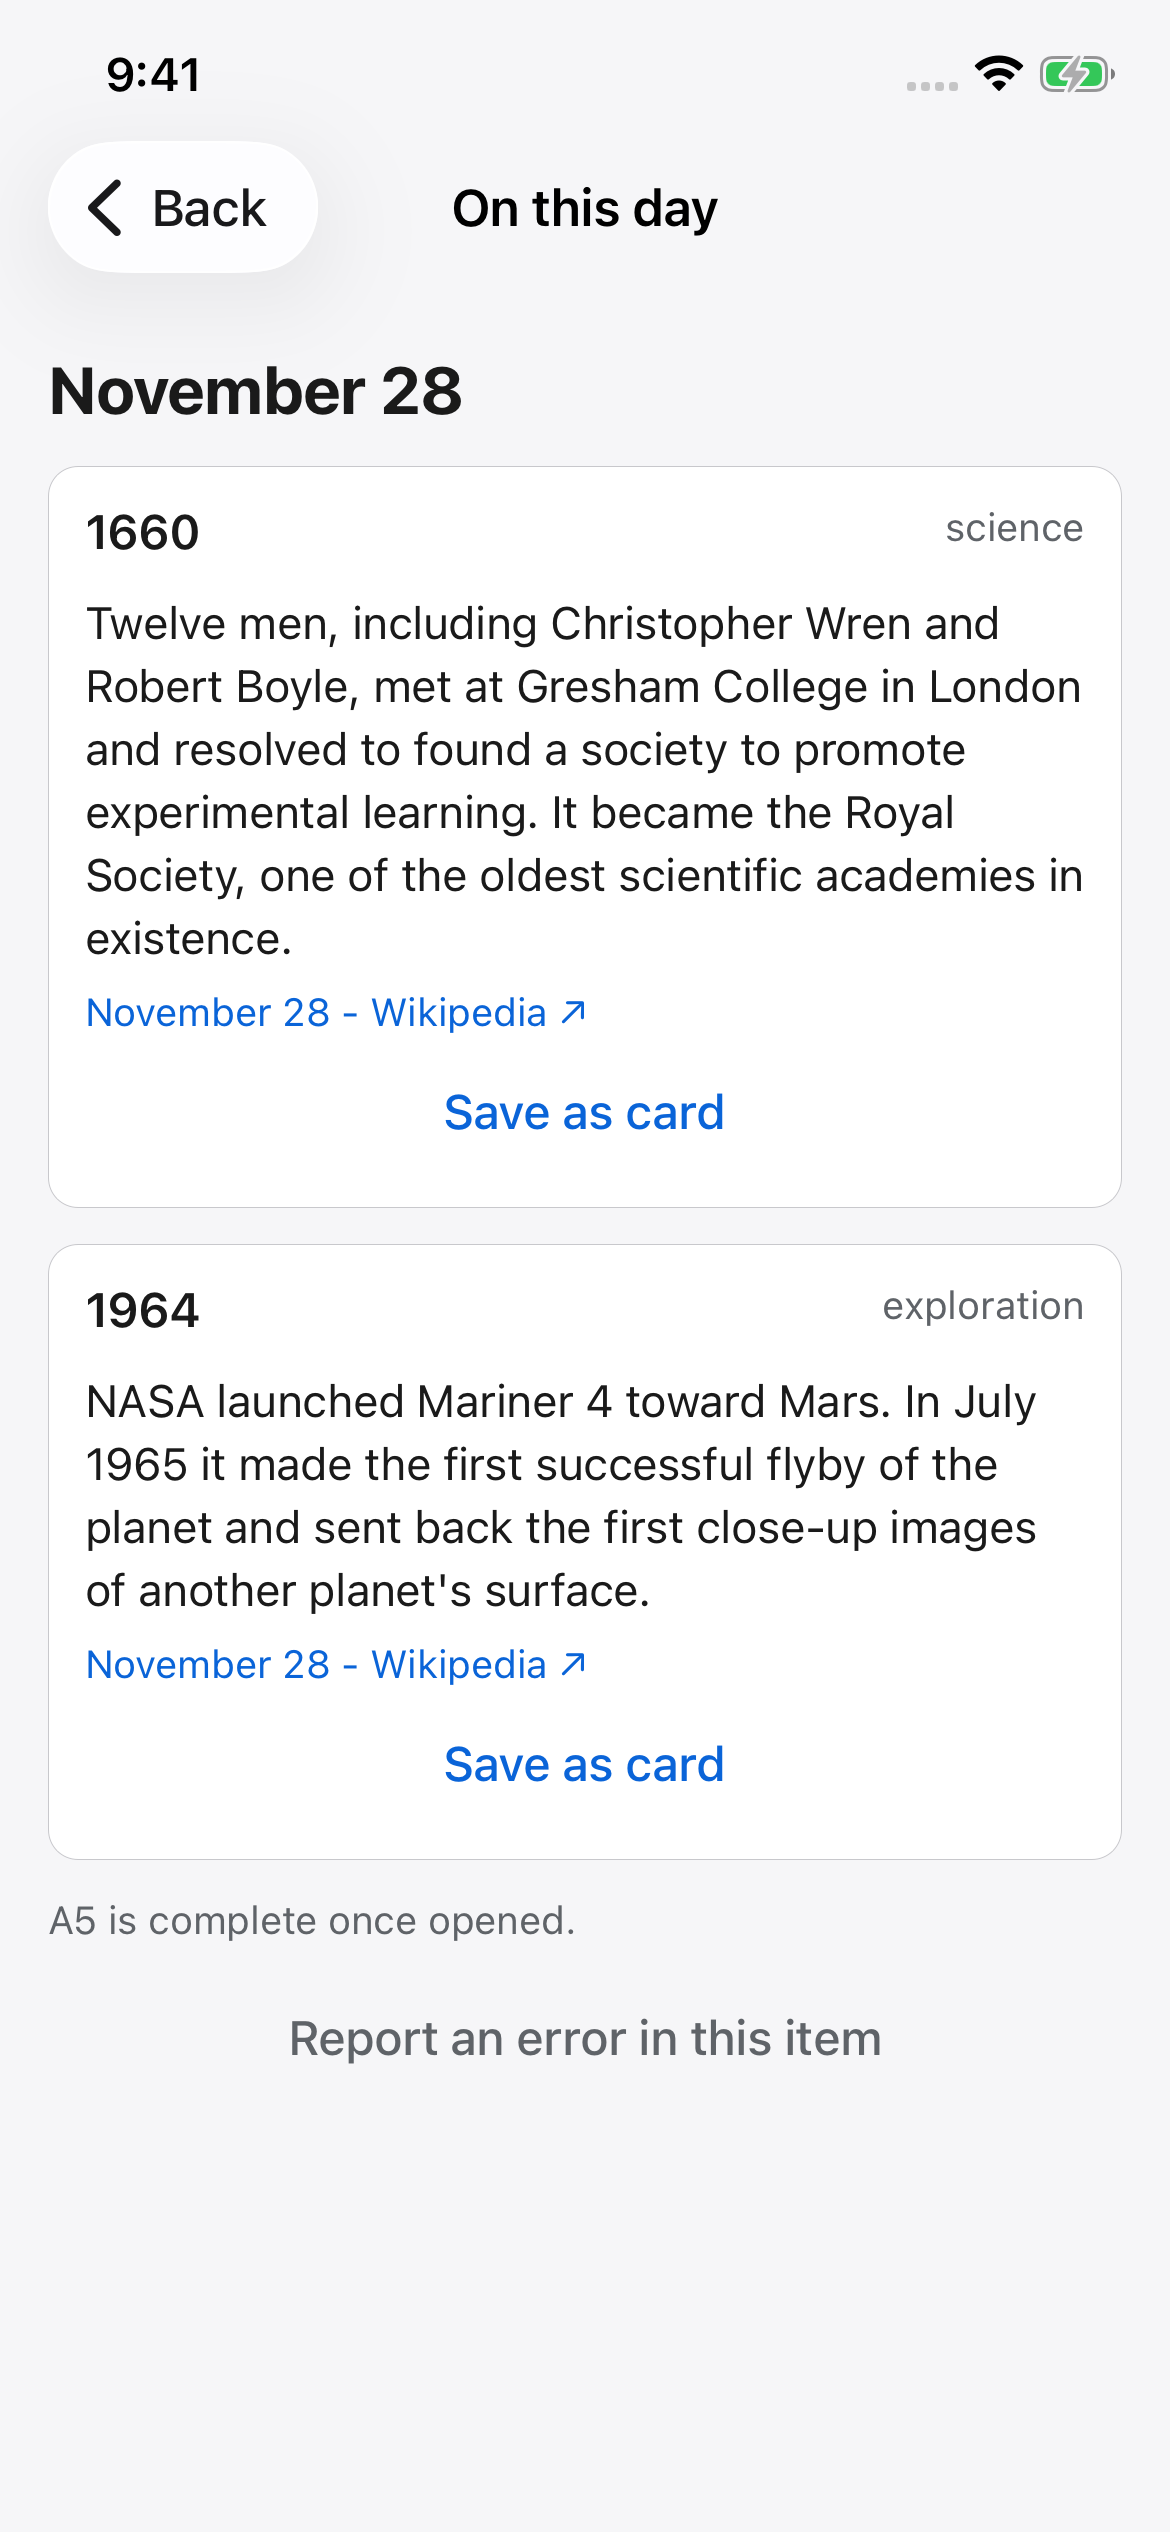 9:41
Back
On this day
November 28
1660
science
Twelve men, including Christopher Wren and
Robert Boyle, met at Gresham College in London
and resolved to found a society to promote
experimental learning. It became the Royal
Society, one of the oldest scientific academies in
existence.
November 28 - Wikipedia ↗
Save as card
1964
exploration
NASA launched Mariner 4 toward Mars. In July
1965 it made the first successful flyby of the
planet and sent back the first close-up images
of another planet's surface.
November 28 - Wikipedia ↗
Save as card
A5 is complete once opened.
Report an error in this item